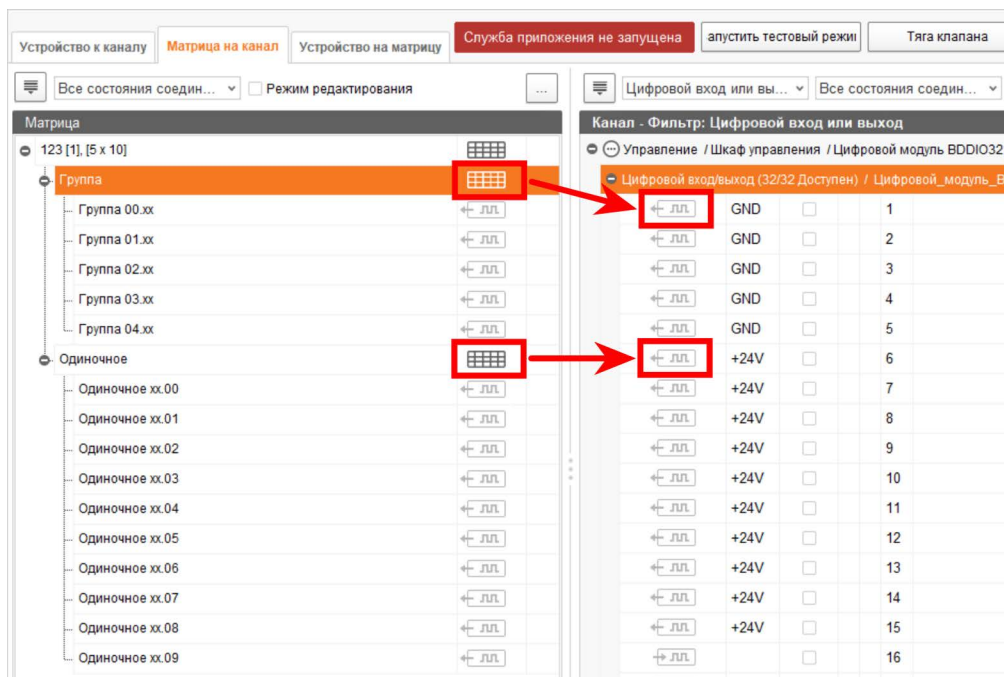 Устройство к каналу
Матрица на канал
Устройство на матрицу
Служба приложения не запущена
апустить тестовый режи
Тяга клапана
Все состояния соедин...
Режим редактирования
...
Цифровой вход или вы...
Все состояния соедин...
Матрица
Канал - Фильтр: Цифровой вход или выход
123 [1], [5 x 10]
Управление / Шкаф управления / Цифровой модуль BDDIO32
Группа
Цифровой вход/выход (32/32 Доступен) / Цифровой_модуль_B
Группа 00.xx
GND 1
Группа 01.xx
GND 2
Группа 02.xx
GND 3
Группа 03.xx
GND 4
Группа 04.xx
GND 5
Одиночное
+24V 6
Одиночное xx.00
+24V 7
Одиночное xx.01
+24V 8
Одиночное xx.02
+24V 9
Одиночное xx.03
+24V 10
Одиночное xx.04
+24V 11
Одиночное xx.05
+24V 12
Одиночное xx.06
+24V 13
Одиночное xx.07
+24V 14
Одиночное xx.08
+24V 15
Одиночное xx.09
16